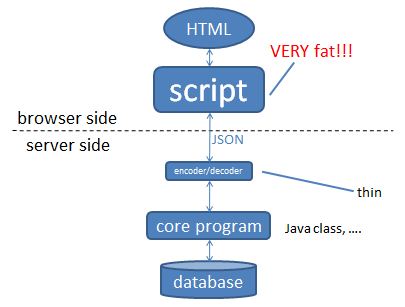 HTML
VERY fat!!!
script
browser side
server side
JSON
encoder/decoder
thin
core program
Java class, ....
database